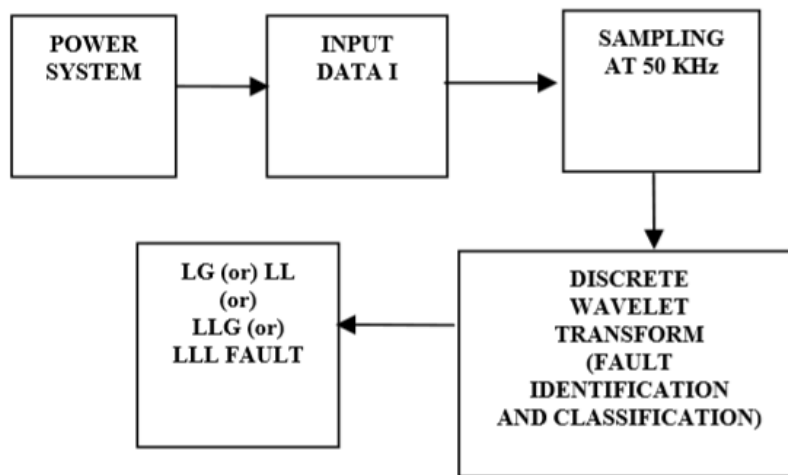 POWER
SYSTEM
INPUT
DATA I
SAMPLING
AT 50 KHz
DISCRETE
WAVELET
TRANSFORM
(FAULT
IDENTIFICATION
AND CLASSIFICATION)
LG (or) LL
(or)
LLG (or)
LLL FAULT